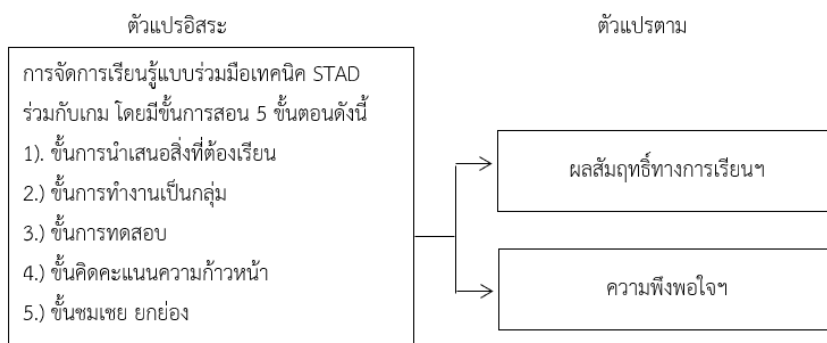 ตัวแปรอิสระ
ตัวแปรตาม
การจัดการเรียนรู้แบบร่วมมือเทคนิค STAD
ร่วมกับเกม โดยมีขั้นการสอน 5 ขั้นตอนดังนี้
1). ขั้นการนำเสนอสิ่งที่ต้องเรียน
2.) ขั้นการทำงานเป็นกลุ่ม
3.) ขั้นการทดสอบ
4.) ขั้นคิดคะแนนความก้าวหน้า
5.) ขั้นชมเชย ยกย่อง
ผลสัมฤทธิ์ทางการเรียนฯ
ความพึงพอใจฯ